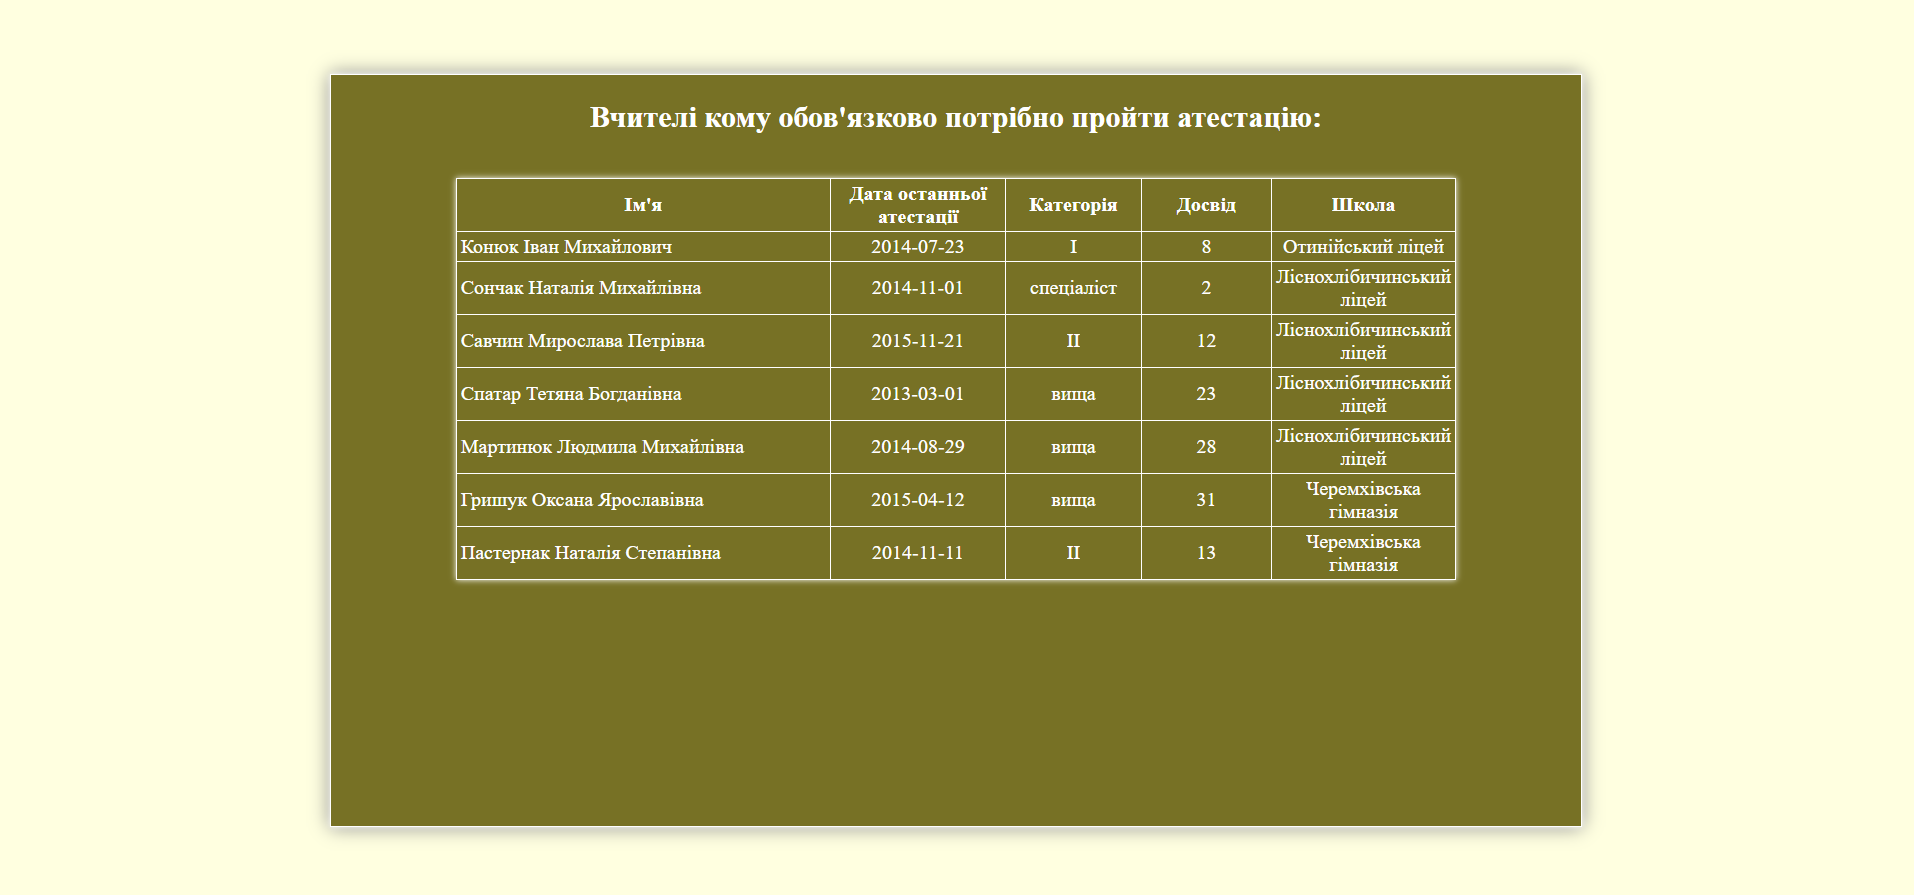 Вчителі кому обов'язково потрібно пройти атестацію:
Ім'я Дата останньої атестації Категорія Досвід Школа
Конюк Іван Михайлович 2014-07-23 I 8 Отинійський ліцей
Сончак Наталія Михайлівна 2014-11-01 спеціаліст 2 Ліснохлібичинський ліцей
Савчин Мирослава Петрівна 2015-11-21 II 12 Ліснохлібичинський ліцей
Спатар Тетяна Богданівна 2013-03-01 вища 23 Ліснохлібичинський ліцей
Мартинюк Людмила Михайлівна 2014-08-29 вища 28 Ліснохлібичинський ліцей
Грищук Оксана Ярославівна 2015-04-12 вища 31 Черемхівська гімназія
Пастернак Наталія Степанівна 2014-11-11 II 13 Черемхівська гімназія